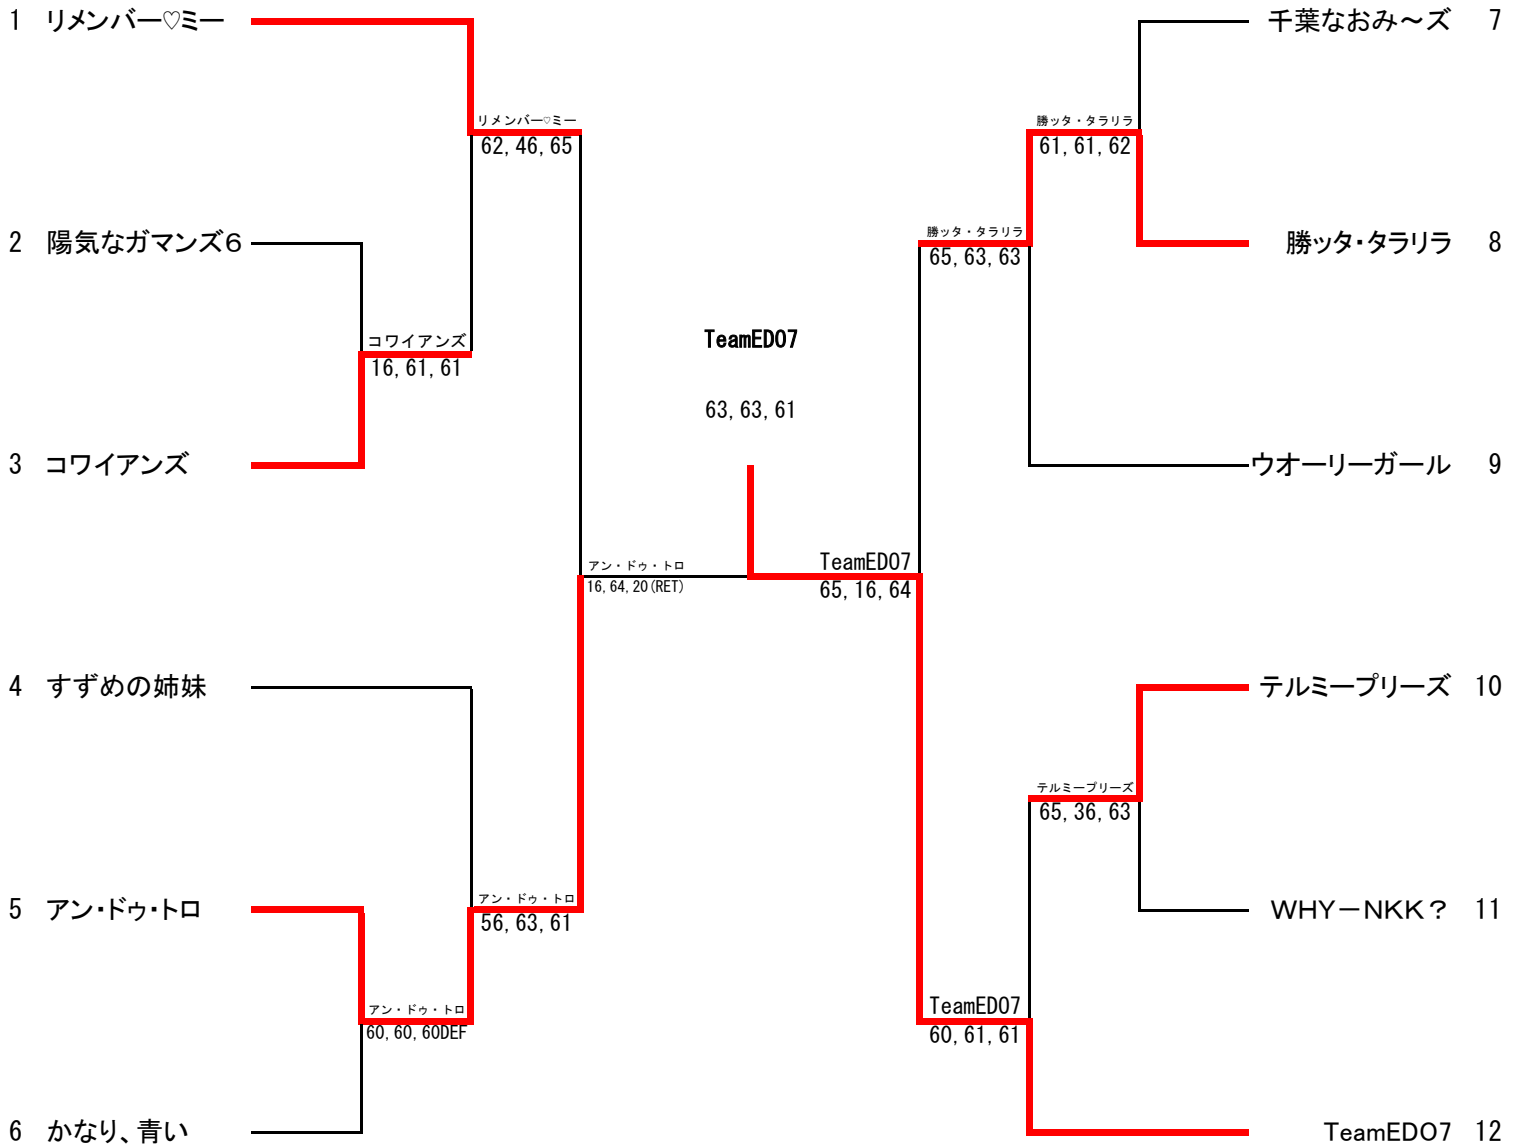 1 リメンバー♡ミー
千葉なおみ～ズ 7
リメンバー♡ミー
62,46,65
勝ッタ・タラリラ
61,61,62
2 陽気なガマンズ６
勝ッタ・タラリラ
65,63,63
勝ッタ・タラリラ 8
コワイアンズ
16,61,61
TeamEDO7
63,63,61
3 コワイアンズ
ウオーリーガール 9
アン・ドゥ・トロ
16,64,20(RET)
TeamEDO7
65,16,64
4 すずめの姉妹
テルミープリーズ 10
テルミープリーズ
65,36,63
5 アン・ドゥ・トロ
アン・ドゥ・トロ
56,63,61
ＷＨＹ－ＮＫＫ？ 11
アン・ドゥ・トロ
60,60,60DEF
TeamEDO7
60,61,61
6 かなり、青い
TeamEDO7 12